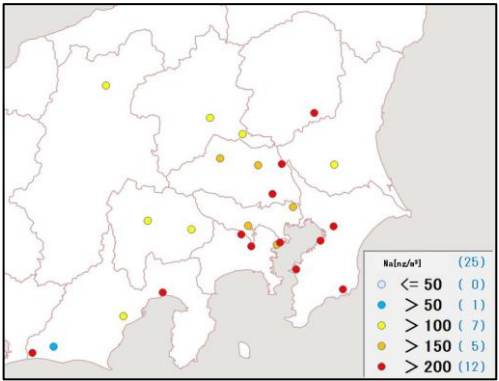 Na[ng/m³] (25)
<= 50 ( 0)
> 50 ( 1)
> 100 ( 7)
> 150 ( 5)
> 200 (12)